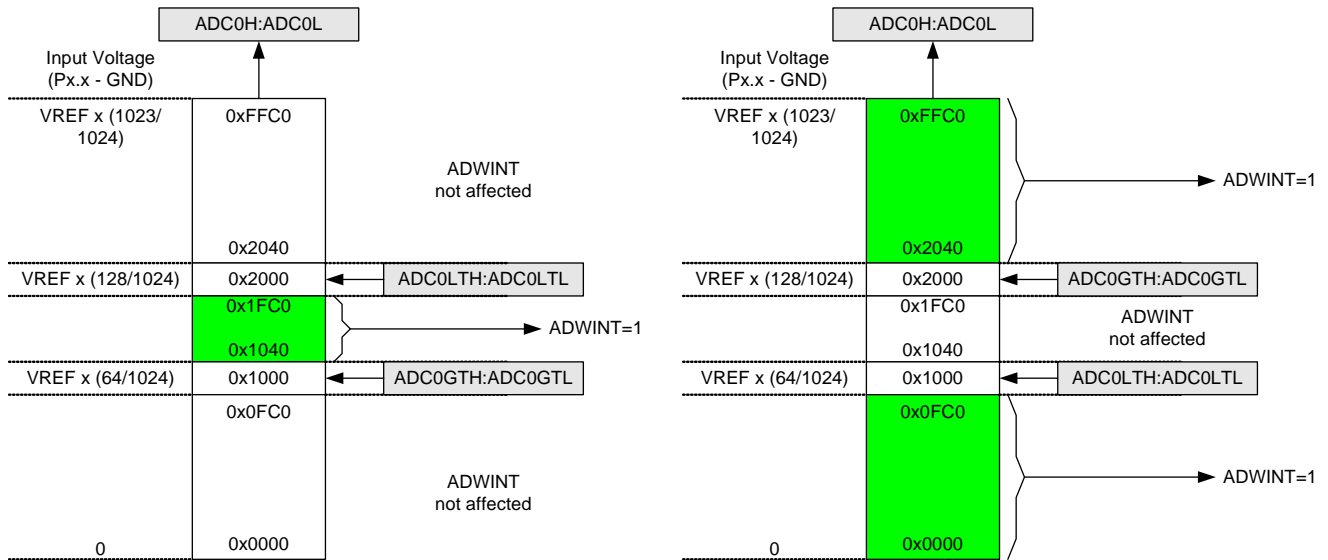 ADC0H:ADC0L
Input Voltage
(Px.x - GND)
VREF x (1023/
1024)
0xFFC0
ADWINT
not affected
0x2040
VREF x (128/1024)
0x2000
ADC0LTH:ADC0LTL
0x1FC0
ADWINT=1
0x1040
VREF x (64/1024)
0x1000
ADC0GTH:ADC0GTL
0x0FC0
ADWINT
not affected
0
0x0000
ADC0H:ADC0L
Input Voltage
(Px.x - GND)
VREF x (1023/
1024)
0xFFC0
ADWINT=1
0x2040
VREF x (128/1024)
0x2000
ADC0GTH:ADC0GTL
0x1FC0
ADWINT
not affected
0x1040
VREF x (64/1024)
0x1000
ADC0LTH:ADC0LTL
0x0FC0
ADWINT=1
0
0x0000